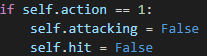 if self.action == 1:
    self.attacking = False
    self.hit = False